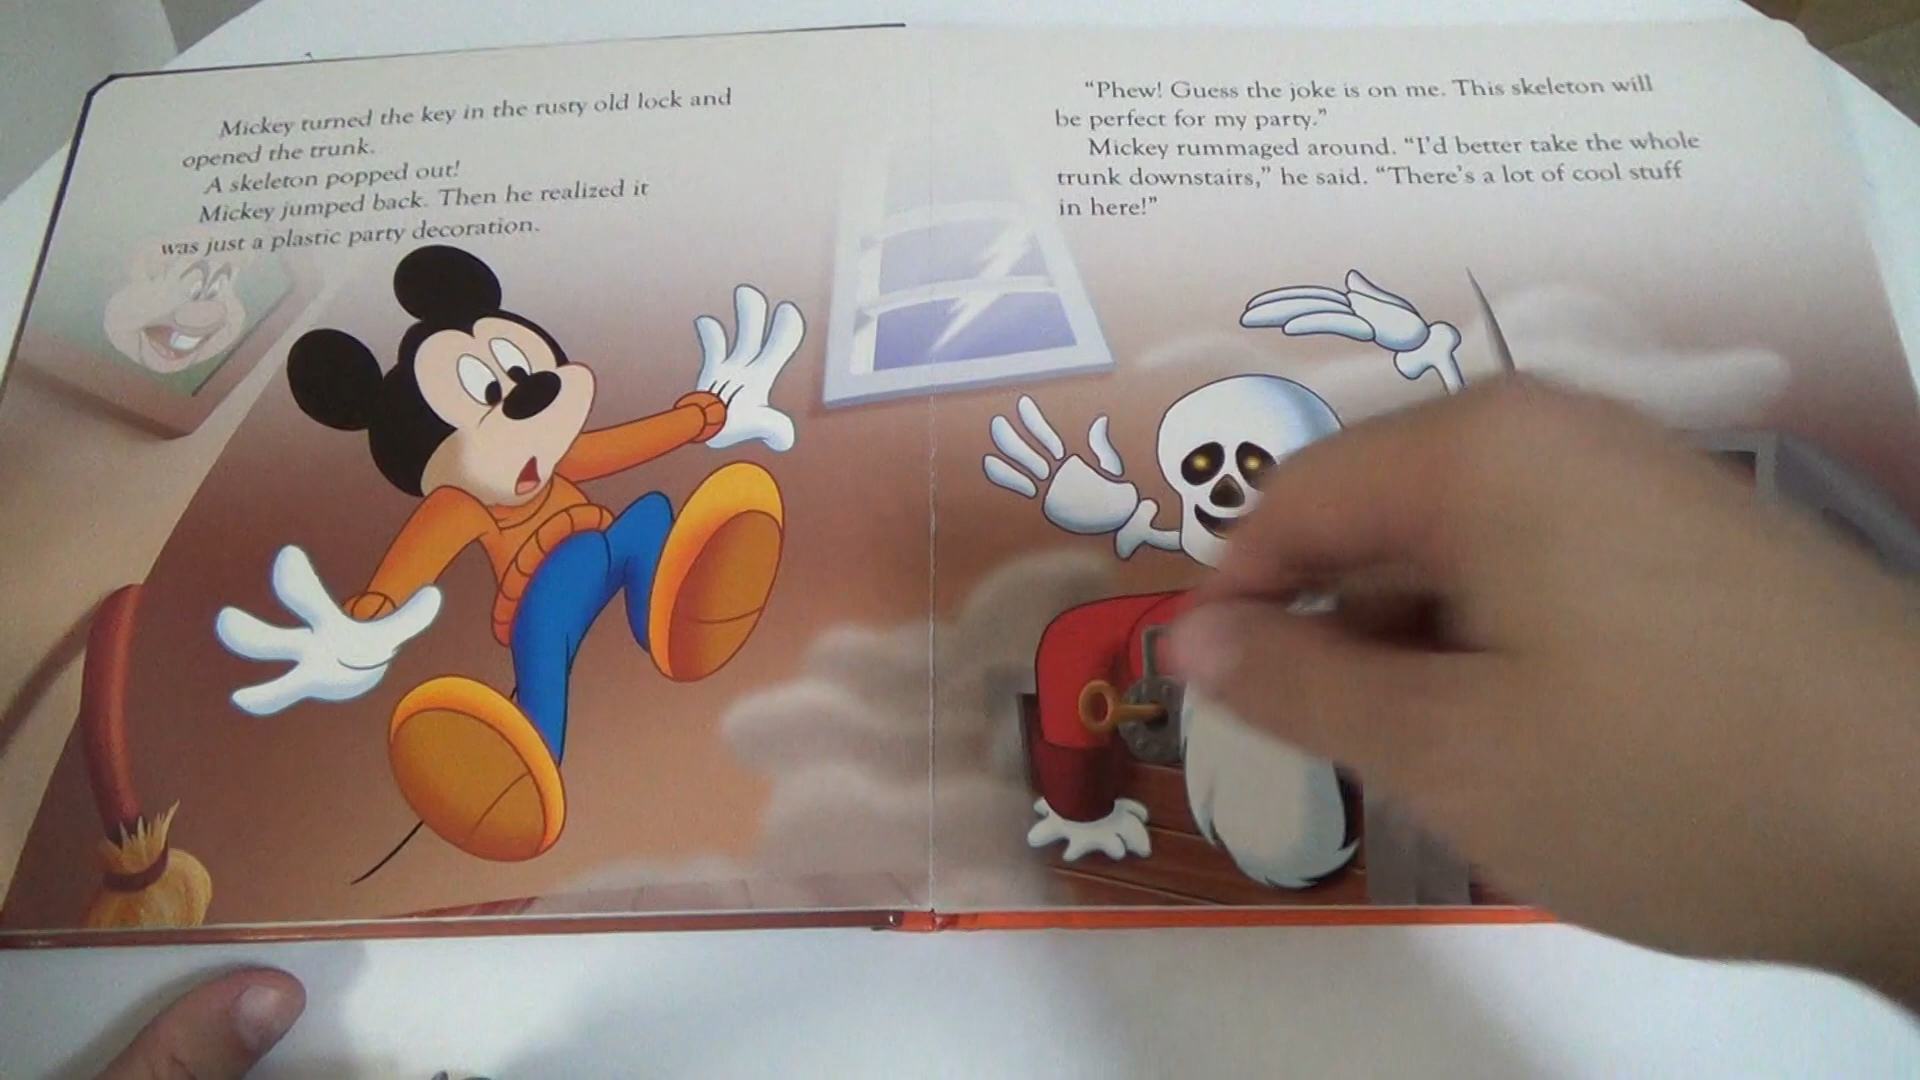 Mickey turned the key in the rusty old lock and
opened the trunk.
A skeleton popped out!
Mickey jumped back. Then he realized it
was just a plastic party decoration.
“Phew! Guess the joke is on me. This skeleton will
be perfect for my party.”
Mickey rummaged around. “I’d better take the whole
trunk downstairs,” he said. “There’s a lot of cool stuff
in here!”